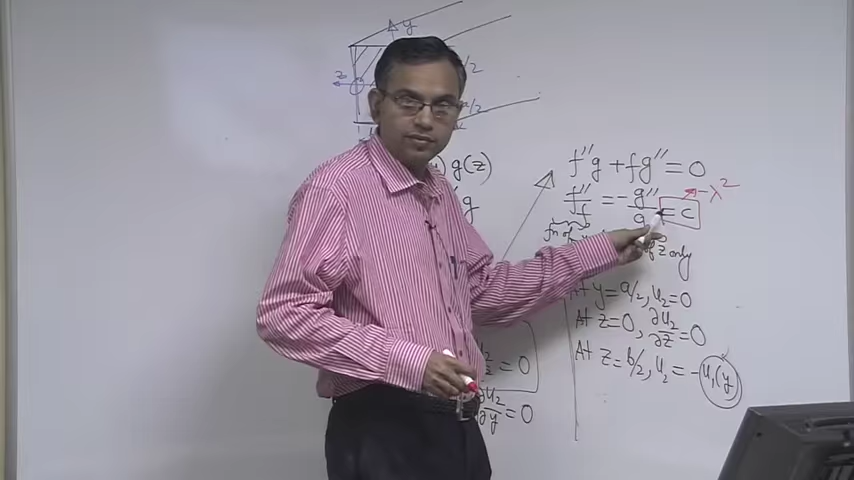 y
z
/2
a/2
x
g(z)
g
f''g + fg'' = 0
f''/f = -g''/g = c → -λ²
fn of
of z only
At y = a/2, u₂ = 0
At z = 0, ∂u₂/∂z = 0
At z = b/2, u₂ = -u₁(y
= 0
∂u₂/∂y = 0